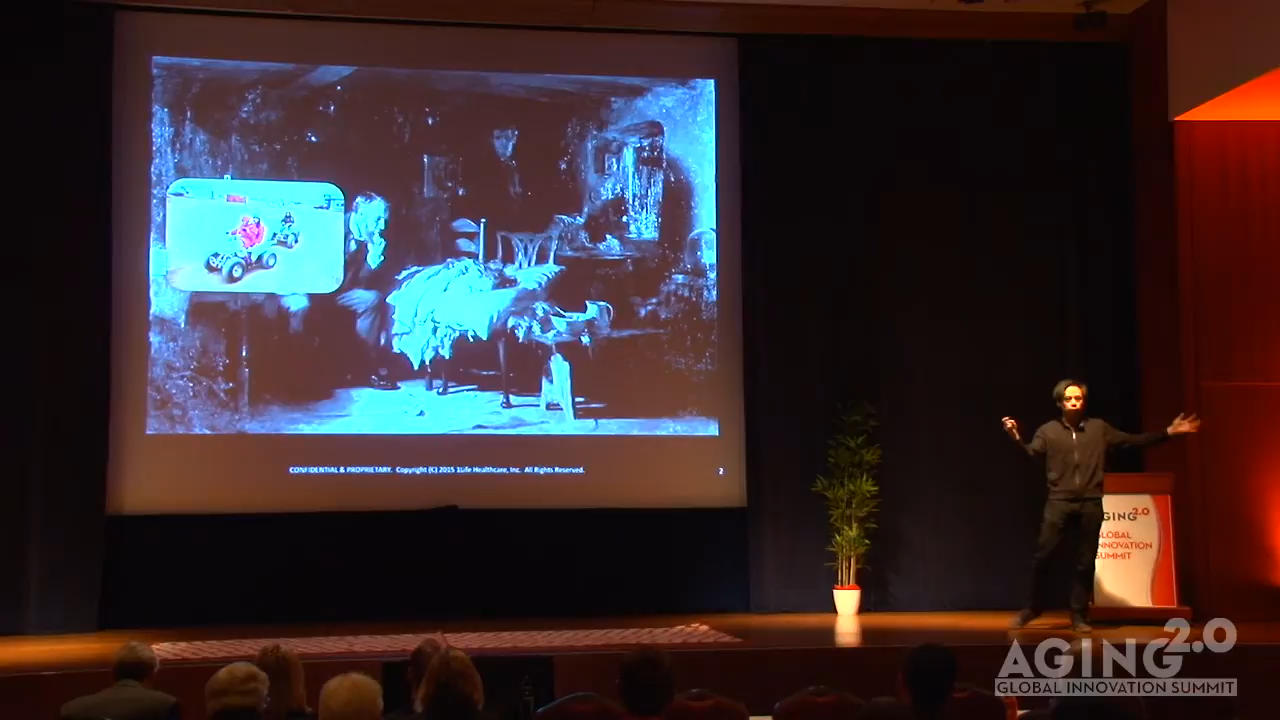 CONFIDENTIAL & PROPRIETARY. Copyright (C) 2015 1Life Healthcare, Inc. All Rights Reserved.
2
AGING2.0
GLOBAL
INNOVATION
SUMMIT
AGING2.0
GLOBAL INNOVATION SUMMIT